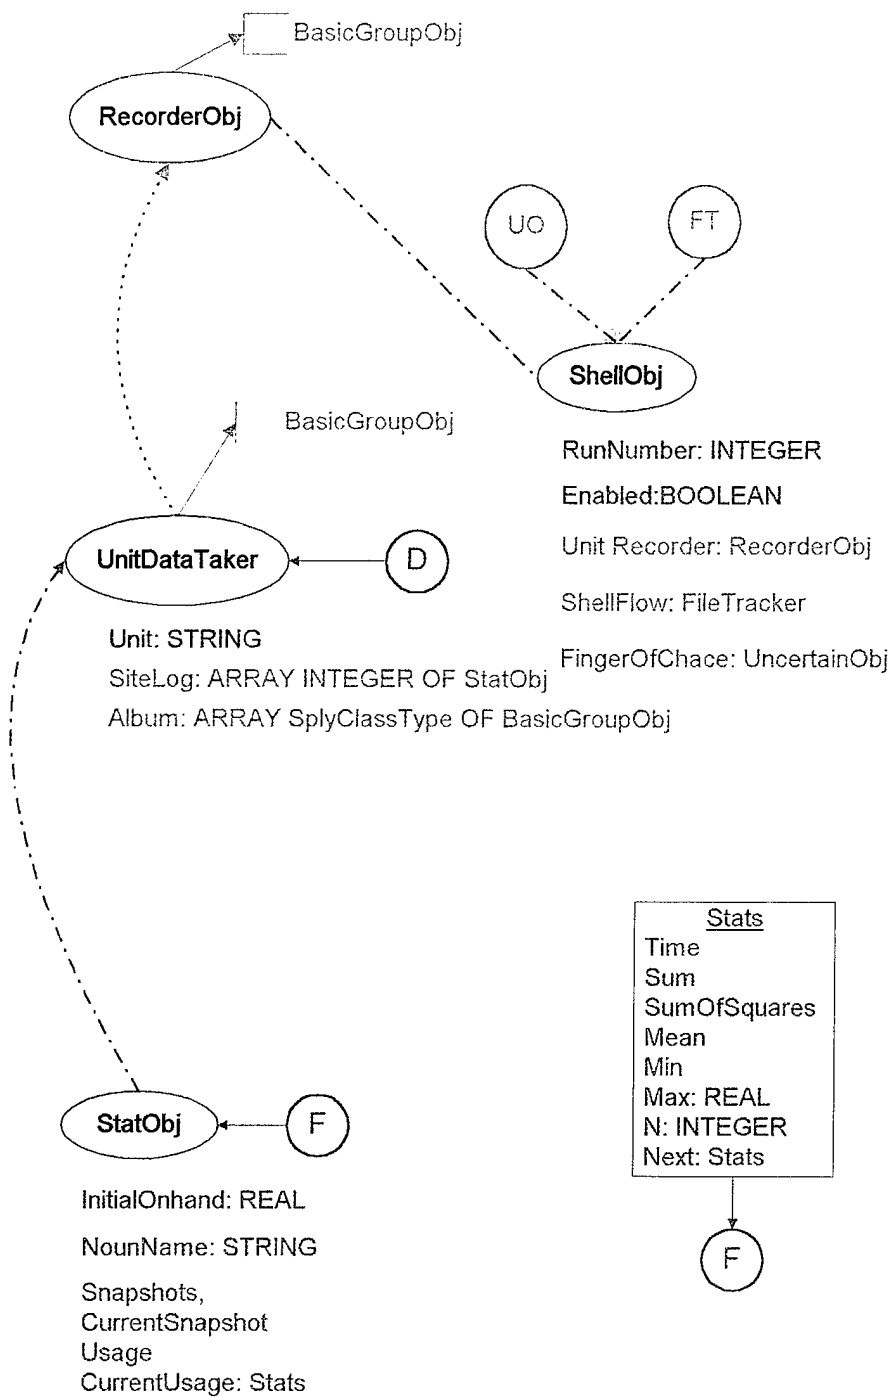 BasicGroupObj
RecorderObj
UO
FT
ShellObj
BasicGroupObj
RunNumber: INTEGER
Enabled:BOOLEAN
Unit Recorder: RecorderObj
ShellFlow: FileTracker
FingerOfChace: UncertainObj
UnitDataTaker
D
Unit: STRING
SiteLog: ARRAY INTEGER OF StatObj
Album: ARRAY SplyClassType OF BasicGroupObj
Stats
Time
Sum
SumOfSquares
Mean
Min
Max: REAL
N: INTEGER
Next: Stats
F
StatObj
F
InitialOnhand: REAL
NounName: STRING
Snapshots,
CurrentSnapshot
Usage
CurrentUsage: Stats